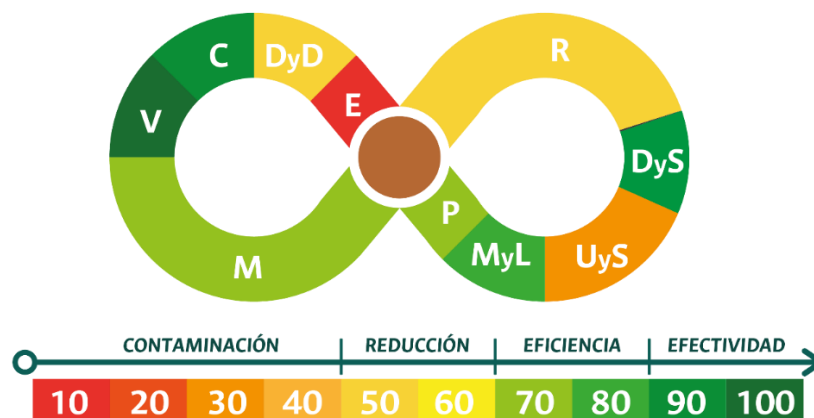 C DyD R
V E DyS
P
M MyL UyS
CONTAMINACIÓN REDUCCIÓN EFICIENCIA EFECTIVIDAD
10 20 30 40 50 60 70 80 90 100